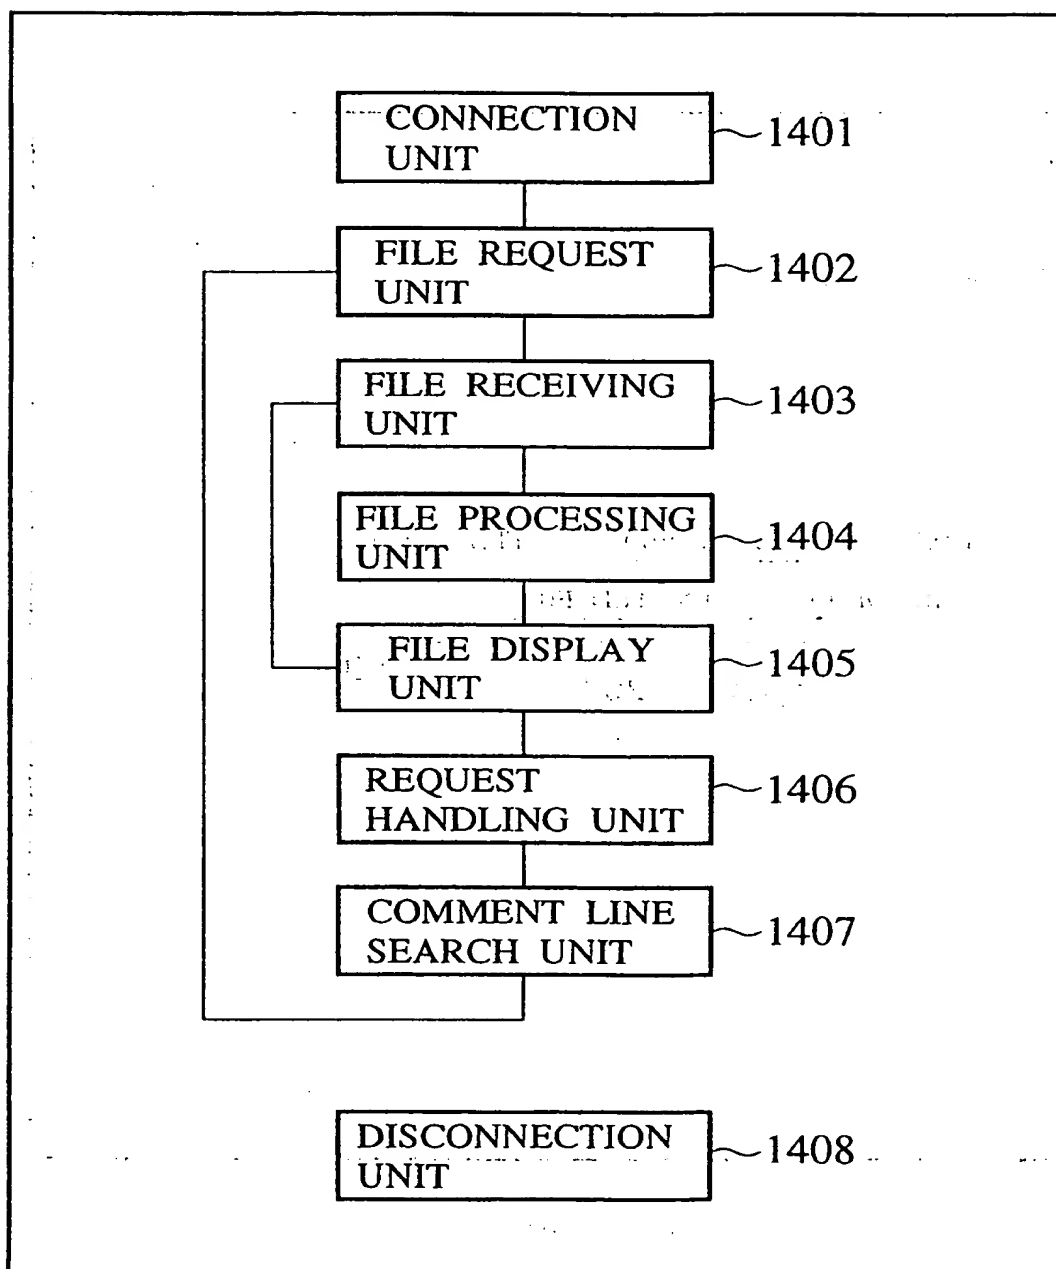 CONNECTION
UNIT
1401
FILE REQUEST
UNIT
1402
FILE RECEIVING
UNIT
1403
FILE PROCESSING
UNIT
1404
FILE DISPLAY
UNIT
1405
REQUEST
HANDLING UNIT
1406
COMMENT LINE
SEARCH UNIT
1407
DISCONNECTION
UNIT
1408